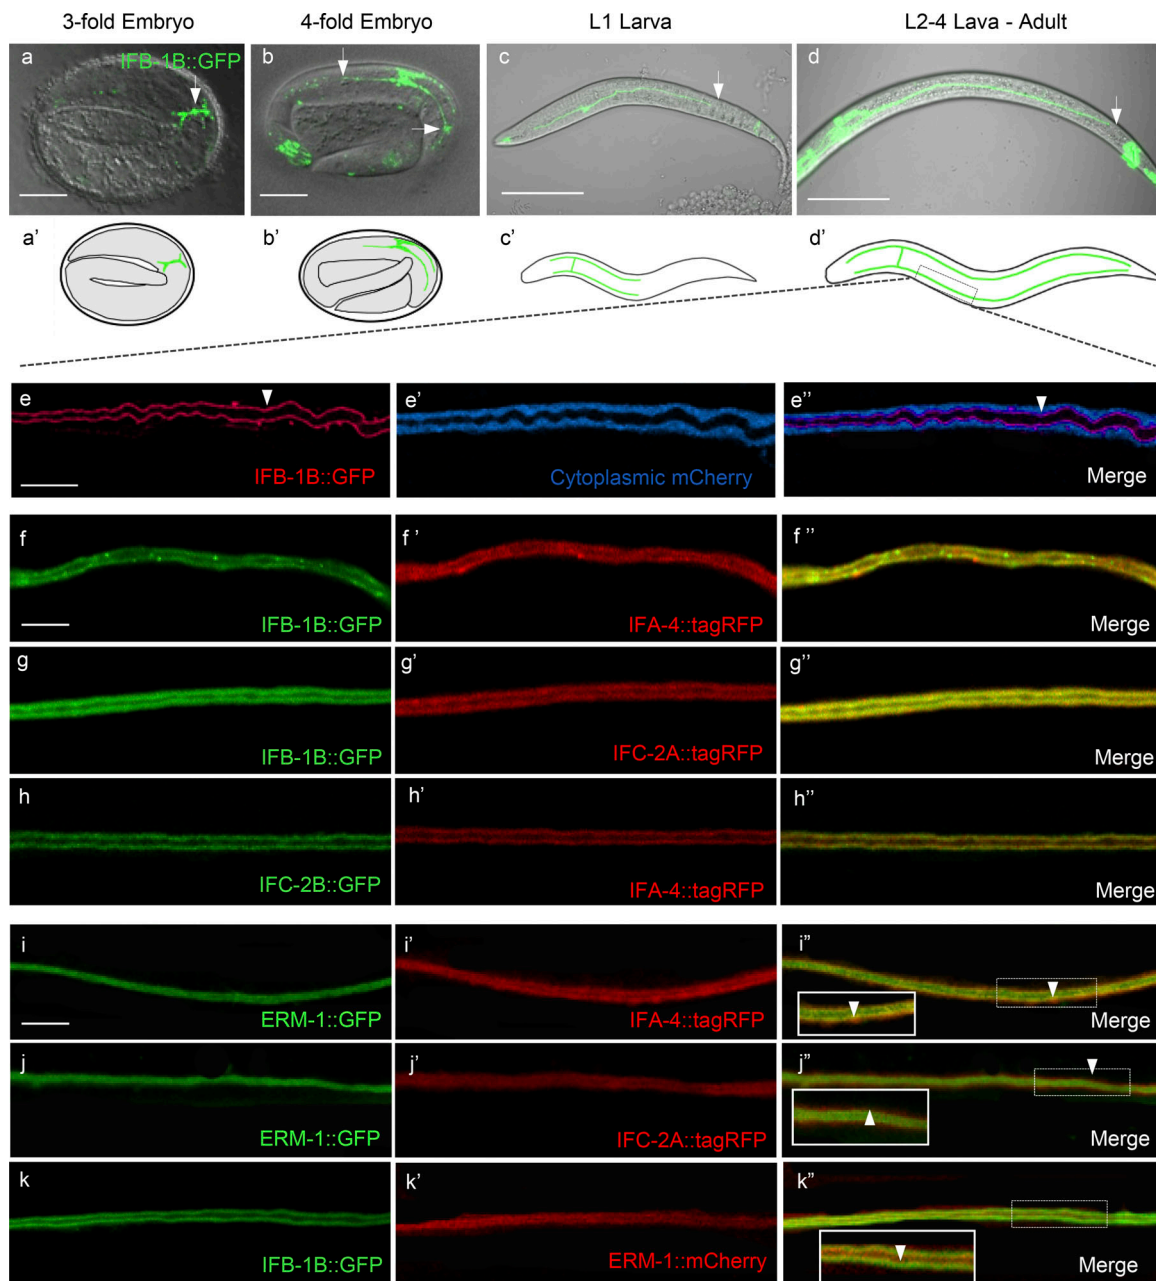 3-fold Embryo 4-fold Embryo L1 Larva L2-4 Lava - Adult
a IFB-1B::GFP b c d
a' b' c' d'
e IFB-1B::GFP e' Cytoplasmic mCherry e'' Merge
f IFB-1B::GFP f ' IFA-4::tagRFP f '' Merge
g IFB-1B::GFP g' IFC-2A::tagRFP g'' Merge
h IFC-2B::GFP h' IFA-4::tagRFP h'' Merge
i ERM-1::GFP i' IFA-4::tagRFP i" Merge
j ERM-1::GFP j' IFC-2A::tagRFP j" Merge
k IFB-1B::GFP k' ERM-1::mCherry k" Merge